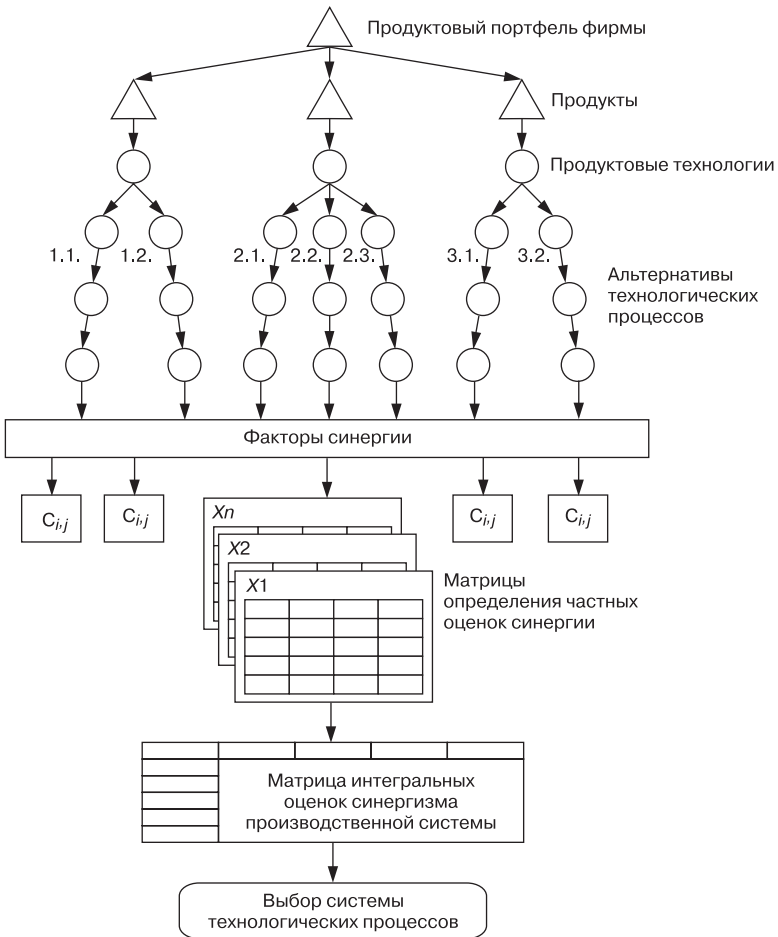 Продуктовый портфель фирмы
Продукты
Продуктовые технологии
1.1. 1.2. 2.1. 2.2. 2.3. 3.1. 3.2.
Альтернативы
технологических
процессов
Факторы синергии
Ci,j Ci,j Ci,j Ci,j
Xn
X2
X1
Матрицы
определения частных
оценок синергии
Матрица интегральных
оценок синергизма
производственной системы
Выбор системы
технологических процессов